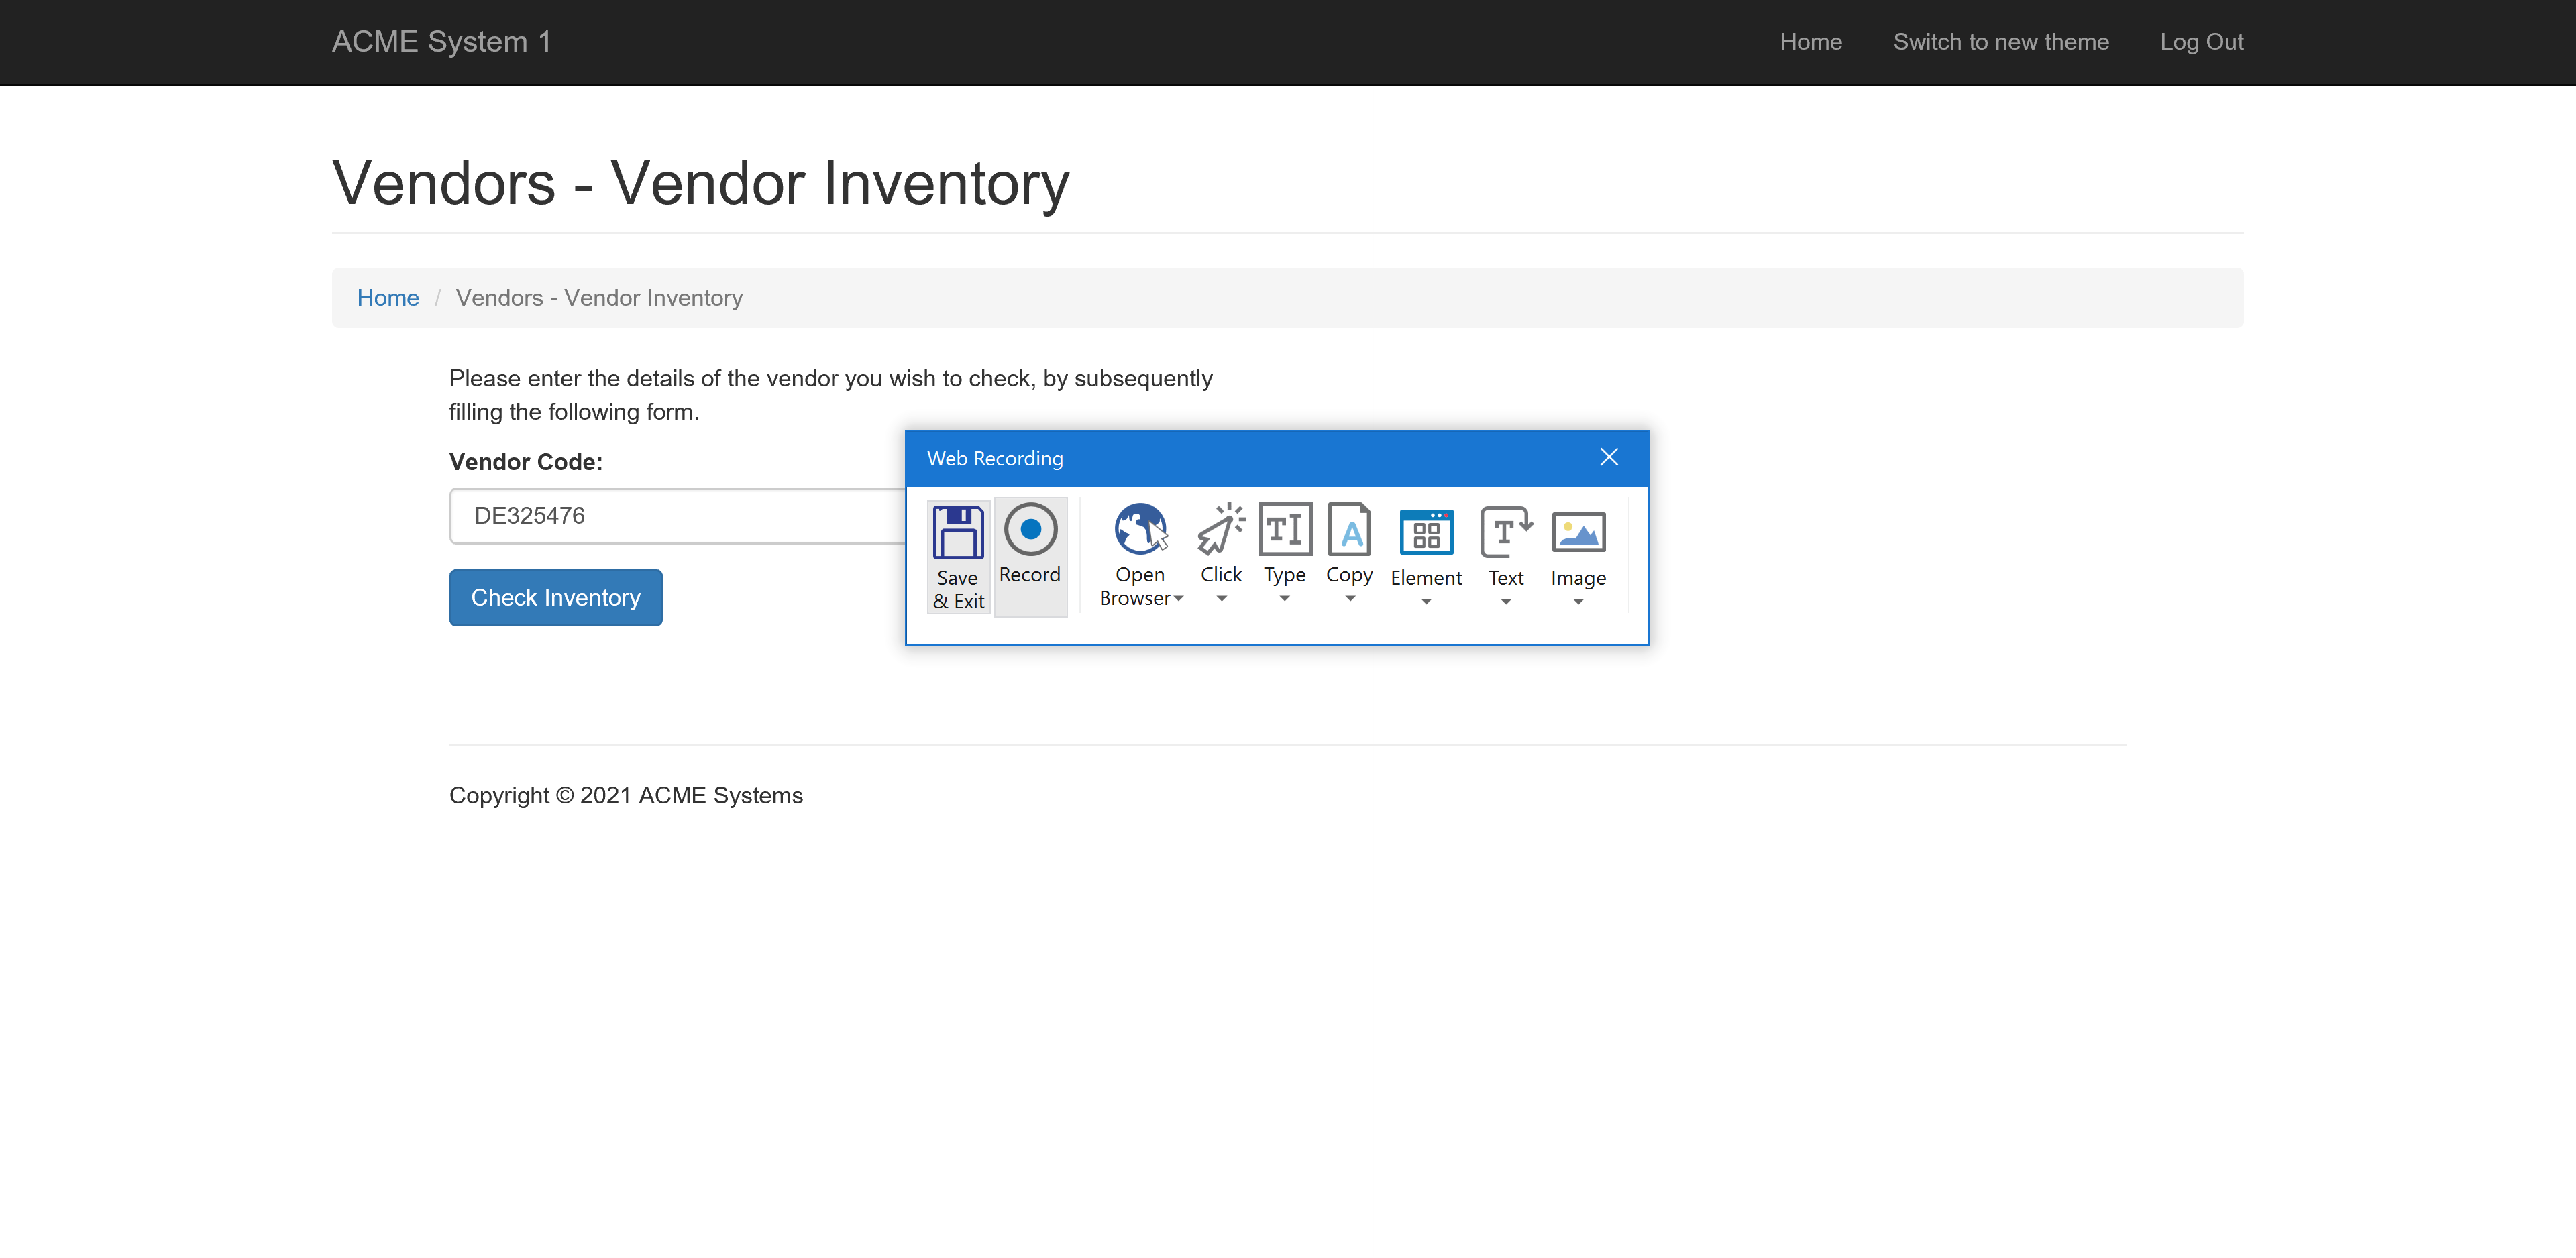 ACME System 1
Home
Switch to new theme
Log Out
Vendors - Vendor Inventory
Home / Vendors - Vendor Inventory
Please enter the details of the vendor you wish to check, by subsequently
filling the following form.
Vendor Code:
DE325476
Check Inventory
Web Recording
Save
& Exit
Record
Open
Browser
Click
Type
Copy
Element
Text
Image
Copyright © 2021 ACME Systems